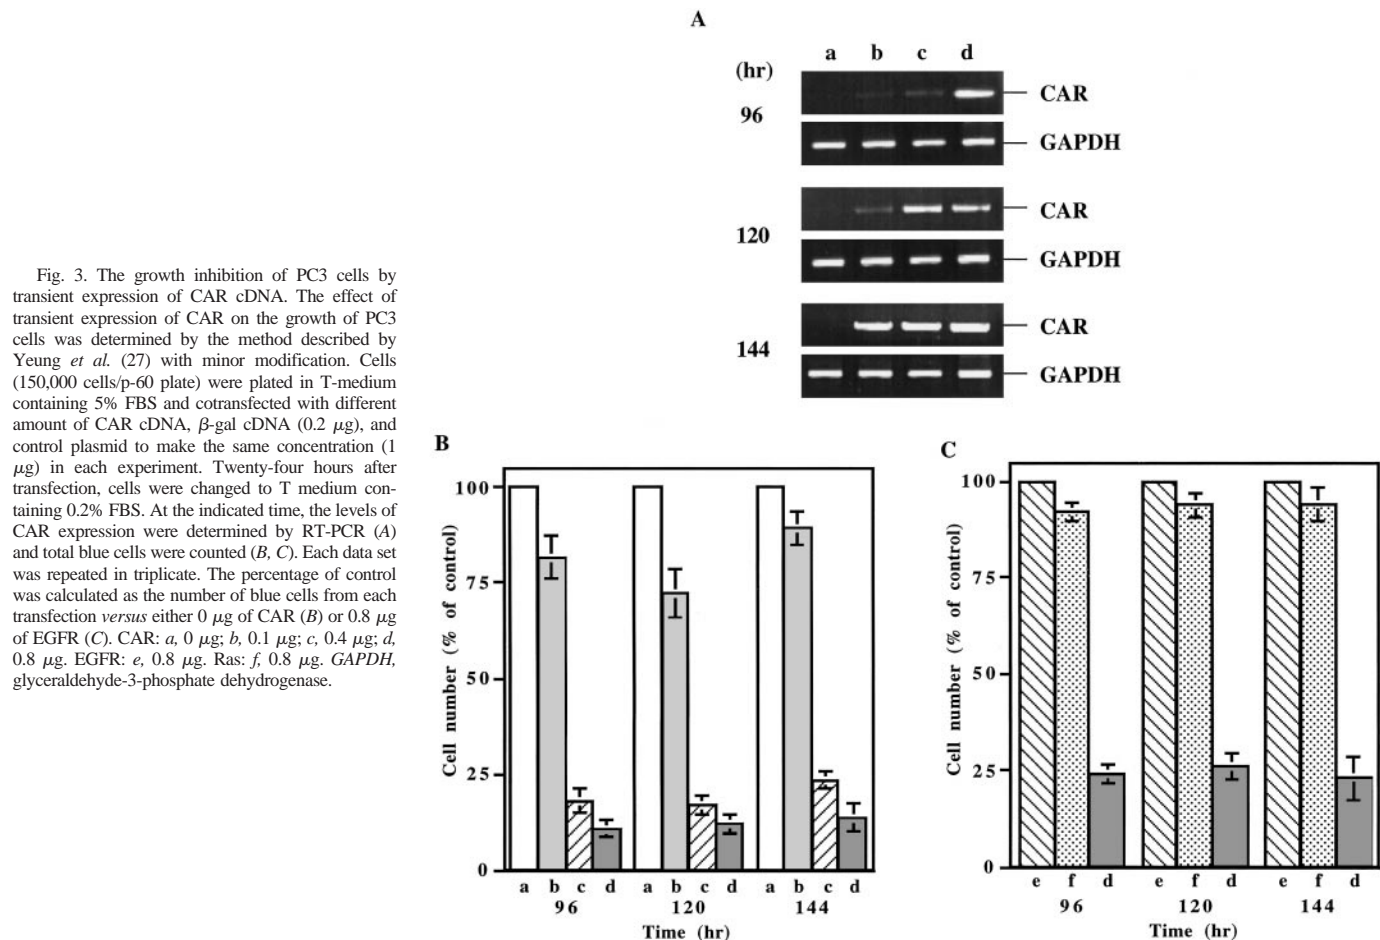 A
a b c d
(hr)
CAR
96
GAPDH
CAR
120
GAPDH
CAR
144
GAPDH
Fig. 3. The growth inhibition of PC3 cells by
transient expression of CAR cDNA. The effect of
transient expression of CAR on the growth of PC3
cells was determined by the method described by
Yeung et al. (27) with minor modification. Cells
(150,000 cells/p-60 plate) were plated in T-medium
containing 5% FBS and cotransfected with different
amount of CAR cDNA, β-gal cDNA (0.2 μg), and
control plasmid to make the same concentration (1
μg) in each experiment. Twenty-four hours after
transfection, cells were changed to T medium con-
taining 0.2% FBS. At the indicated time, the levels of
CAR expression were determined by RT-PCR (A)
and total blue cells were counted (B, C). Each data set
was repeated in triplicate. The percentage of control
was calculated as the number of blue cells from each
transfection versus either 0 μg of CAR (B) or 0.8 μg
of EGFR (C). CAR: a, 0 μg; b, 0.1 μg; c, 0.4 μg; d,
0.8 μg. EGFR: e, 0.8 μg. Ras: f, 0.8 μg. GAPDH,
glyceraldehyde-3-phosphate dehydrogenase.
B
Cell number (% of control)
100
75
50
25
0
a b c d a b c d a b c d
96 120 144
Time (hr)
C
Cell number (% of control)
100
75
50
25
0
e f d e f d e f d
96 120 144
Time (hr)